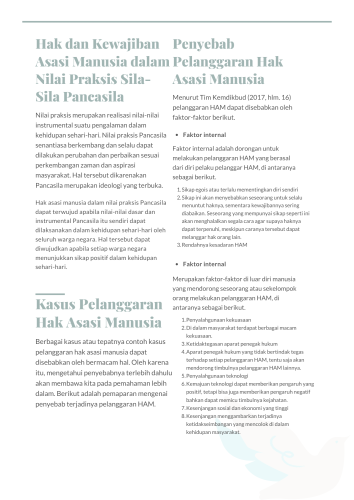 Hak dan Kewajiban
Asasi Manusia dalam
Nilai Praksis Sila-
Sila Pancasila
Nilai praksis merupakan realisasi nilai-nilai
instrumental suatu pengalaman dalam
kehidupan sehari-hari. Nilai praksis Pancasila
senantiasa berkembang dan selalu dapat
dilakukan perubahan dan perbaikan sesuai
perkembangan zaman dan aspirasi
masyarakat. Hal tersebut dikarenakan
Pancasila merupakan ideologi yang terbuka.
Hak asasi manusia dalam nilai praksis Pancasila
dapat terwujud apabila nilai-nilai dasar dan
instrumental Pancasila itu sendiri dapat
dilaksanakan dalam kehidupan sehari-hari oleh
seluruh warga negara. Hal tersebut dapat
diwujudkan apabila setiap warga negara
menunjukkan sikap positif dalam kehidupan
sehari-hari.
Kasus Pelanggaran
Hak Asasi Manusia
Berbagai kasus atau tepatnya contoh kasus
pelanggaran hak asasi manusia dapat
disebabkan oleh bermacam hal. Oleh karena
itu, mengetahui penyebabnya terlebih dahulu
akan membawa kita pada pemahaman lebih
dalam. Berikut adalah pemaparan mengenai
penyebab terjadinya pelanggaran HAM.
Penyebab
Pelanggaran Hak
Asasi Manusia
Menurut Tim Kemdikbud (2017, hlm. 16)
pelanggaran HAM dapat disebabkan oleh
faktor-faktor berikut.
• Faktor internal
Faktor internal adalah dorongan untuk
melakukan pelanggaran HAM yang berasal
dari diri pelaku pelanggar HAM, di antaranya
sebagai berikut.
1. Sikap egois atau terlalu mementingkan diri sendiri
2. Sikap ini akan menyebabkan seseorang untuk selalu
menuntut haknya, sementara kewajibannya sering
diabaikan. Seseorang yang mempunyai sikap seperti ini
akan menghalalkan segala cara agar supaya haknya
dapat terpenuhi, meskipun caranya tersebut dapat
melanggar hak orang lain.
3. Rendahnya kesadaran HAM
• Faktor internal
Merupakan faktor-faktor di luar diri manusia
yang mendorong seseorang atau sekelompok
orang melakukan pelanggaran HAM, di
antaranya sebagai berikut.
1. Penyalahgunaan kekuasaan
2. Di dalam masyarakat terdapat berbagai macam
kekuasaan.
3. Ketidaktegasan aparat penegak hukum
4. Aparat penegak hukum yang tidak bertindak tegas
terhadap setiap pelanggaran HAM, tentu saja akan
mendorong timbulnya pelanggaran HAM lainnya.
5. Penyalahgunaan teknologi
6. Kemajuan teknologi dapat memberikan pengaruh yang
positif, tetapi bisa juga memberikan pengaruh negatif
bahkan dapat memicu timbulnya kejahatan.
7. Kesenjangan sosial dan ekonomi yang tinggi
8. Kesenjangan menggambarkan terjadinya
ketidakseimbangan yang mencolok di dalam
kehidupan masyarakat.